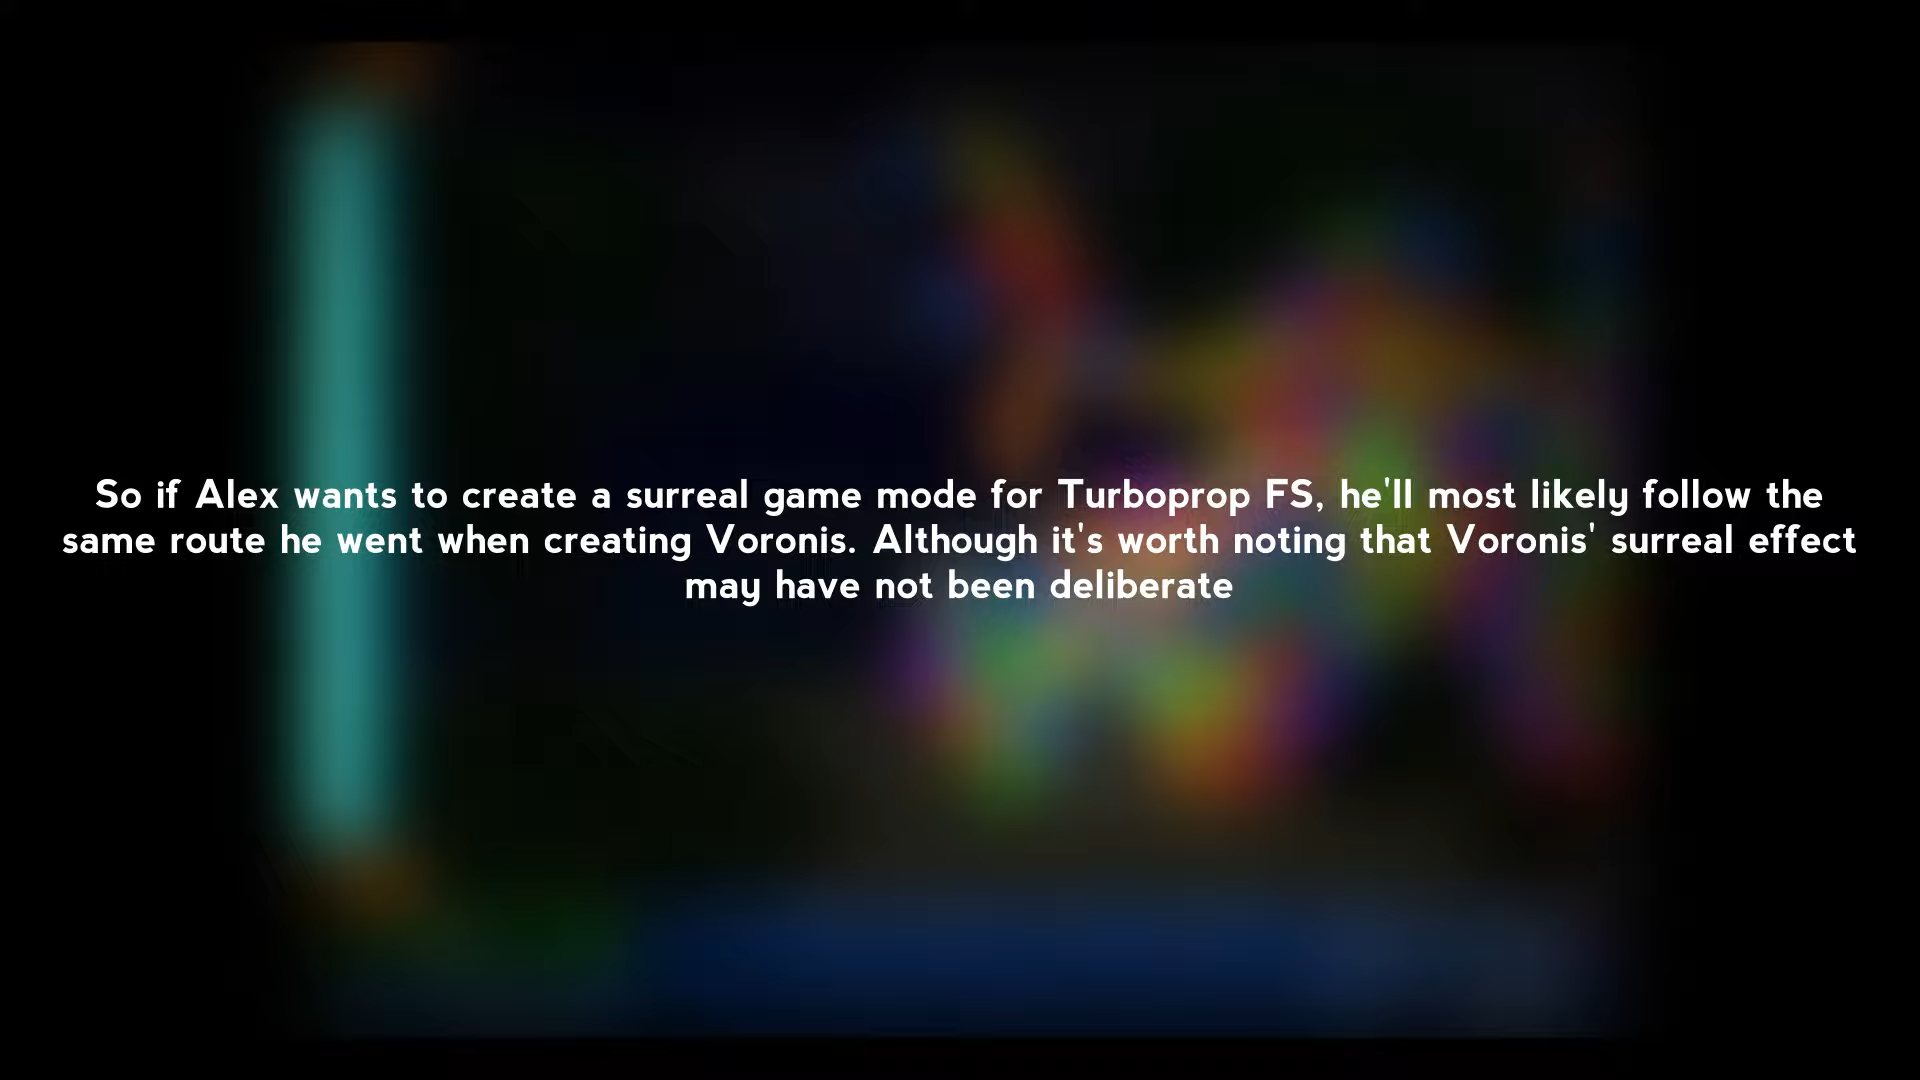 So if Alex wants to create a surreal game mode for Turboprop FS, he'll most likely follow the
same route he went when creating Voronis. Although it's worth noting that Voronis' surreal effect
may have not been deliberate